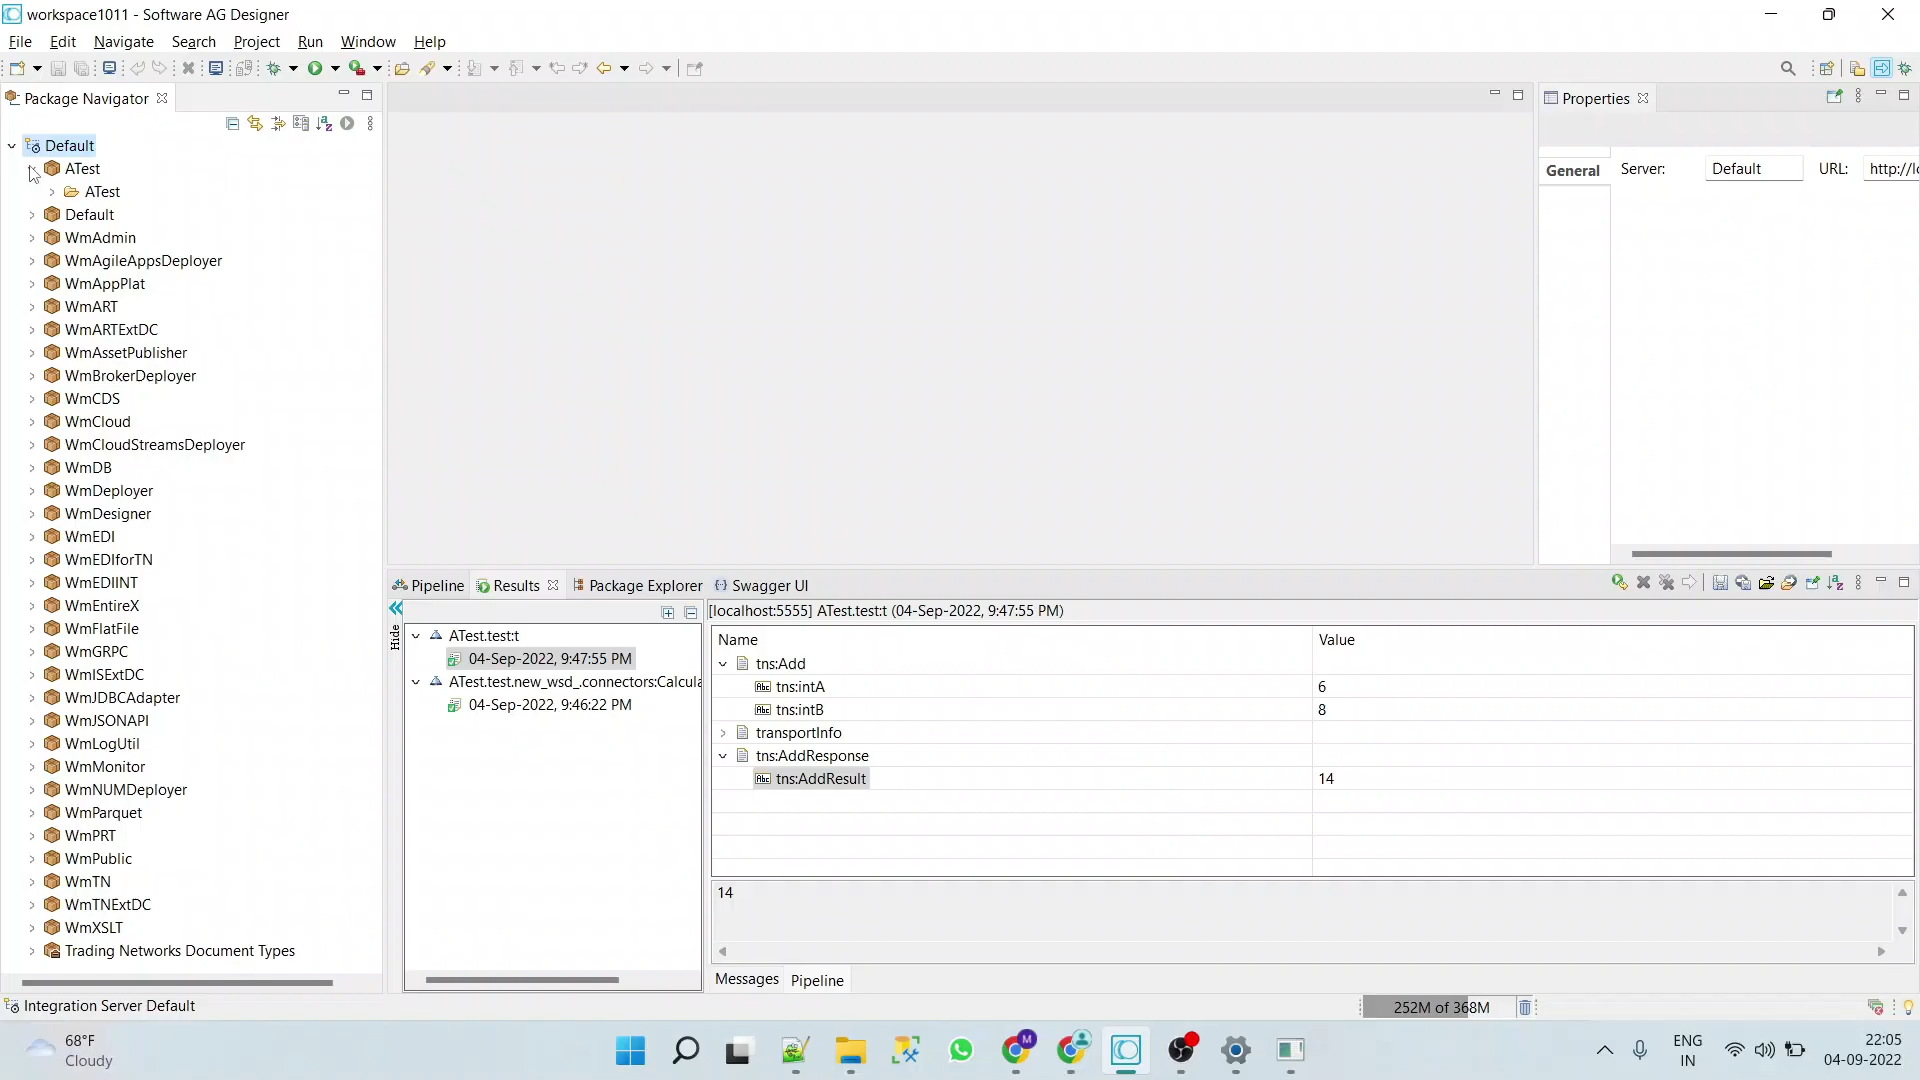 workspace1011 - Software AG Designer
File Edit Navigate Search Project Run Window Help
Package Navigator
Default
ATest
ATest
Default
WmAdmin
WmAgileAppsDeployer
WmAppPlat
WmART
WmARTExtDC
WmAssetPublisher
WmBrokerDeployer
WmCDS
WmCloud
WmCloudStreamsDeployer
WmDB
WmDeployer
WmDesigner
WmEDI
WmEDIforTN
WmEDIINT
WmEntireX
WmFlatFile
WmGRPC
WmISExtDC
WmJDBCAdapter
WmJSONAPI
WmLogUtil
WmMonitor
WmNUMDeployer
WmParquet
WmPRT
WmPublic
WmTN
WmTNExtDC
WmXSLT
Trading Networks Document Types
Properties
General
Server: Default URL: http://lo
Pipeline Results Package Explorer Swagger UI
Hide
ATest.test:t
04-Sep-2022, 9:47:55 PM
ATest.test.new_wsd_.connectors:Calcula
04-Sep-2022, 9:46:22 PM
[localhost:5555] ATest.test:t (04-Sep-2022, 9:47:55 PM)
Name Value
tns:Add
tns:intA 6
tns:intB 8
transportInfo
tns:AddResponse
tns:AddResult 14
14
Messages Pipeline
Integration Server Default
252M of 368M
68°F
Cloudy
M
ENG
IN
22:05
04-09-2022